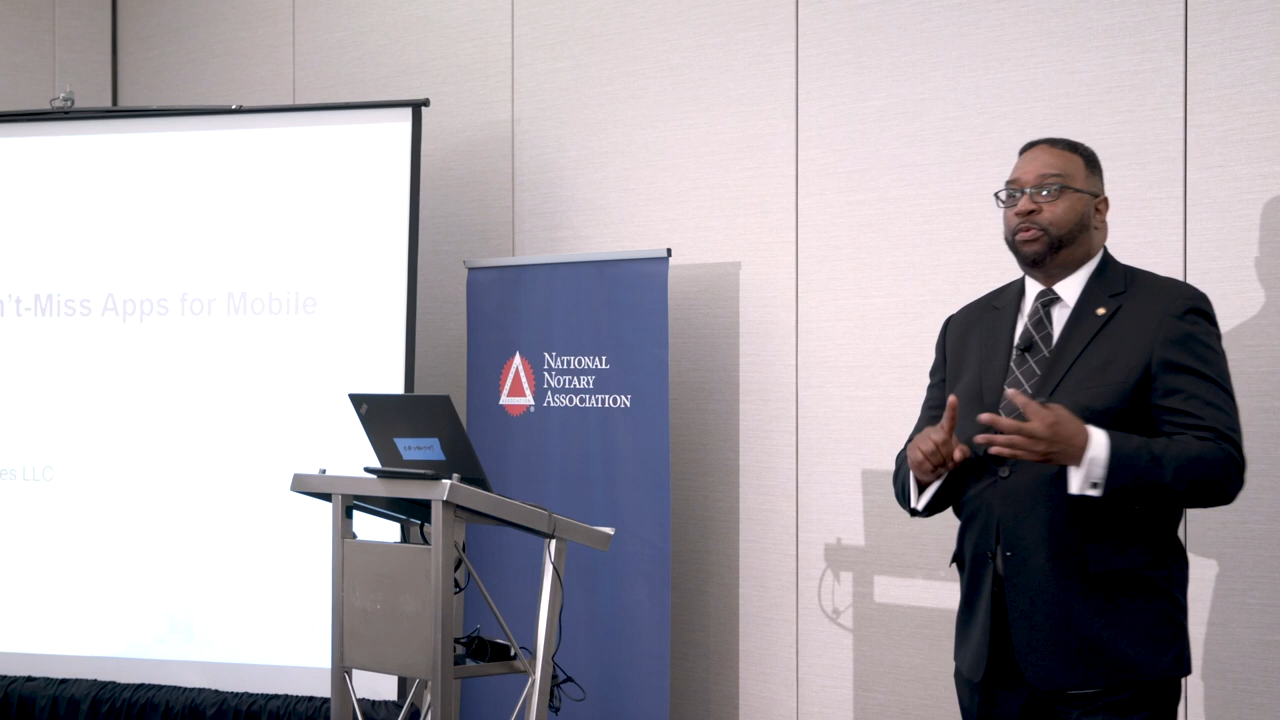 n't-Miss Apps for Mobile
es LLC
NATIONAL
NOTARY
ASSOCIATION